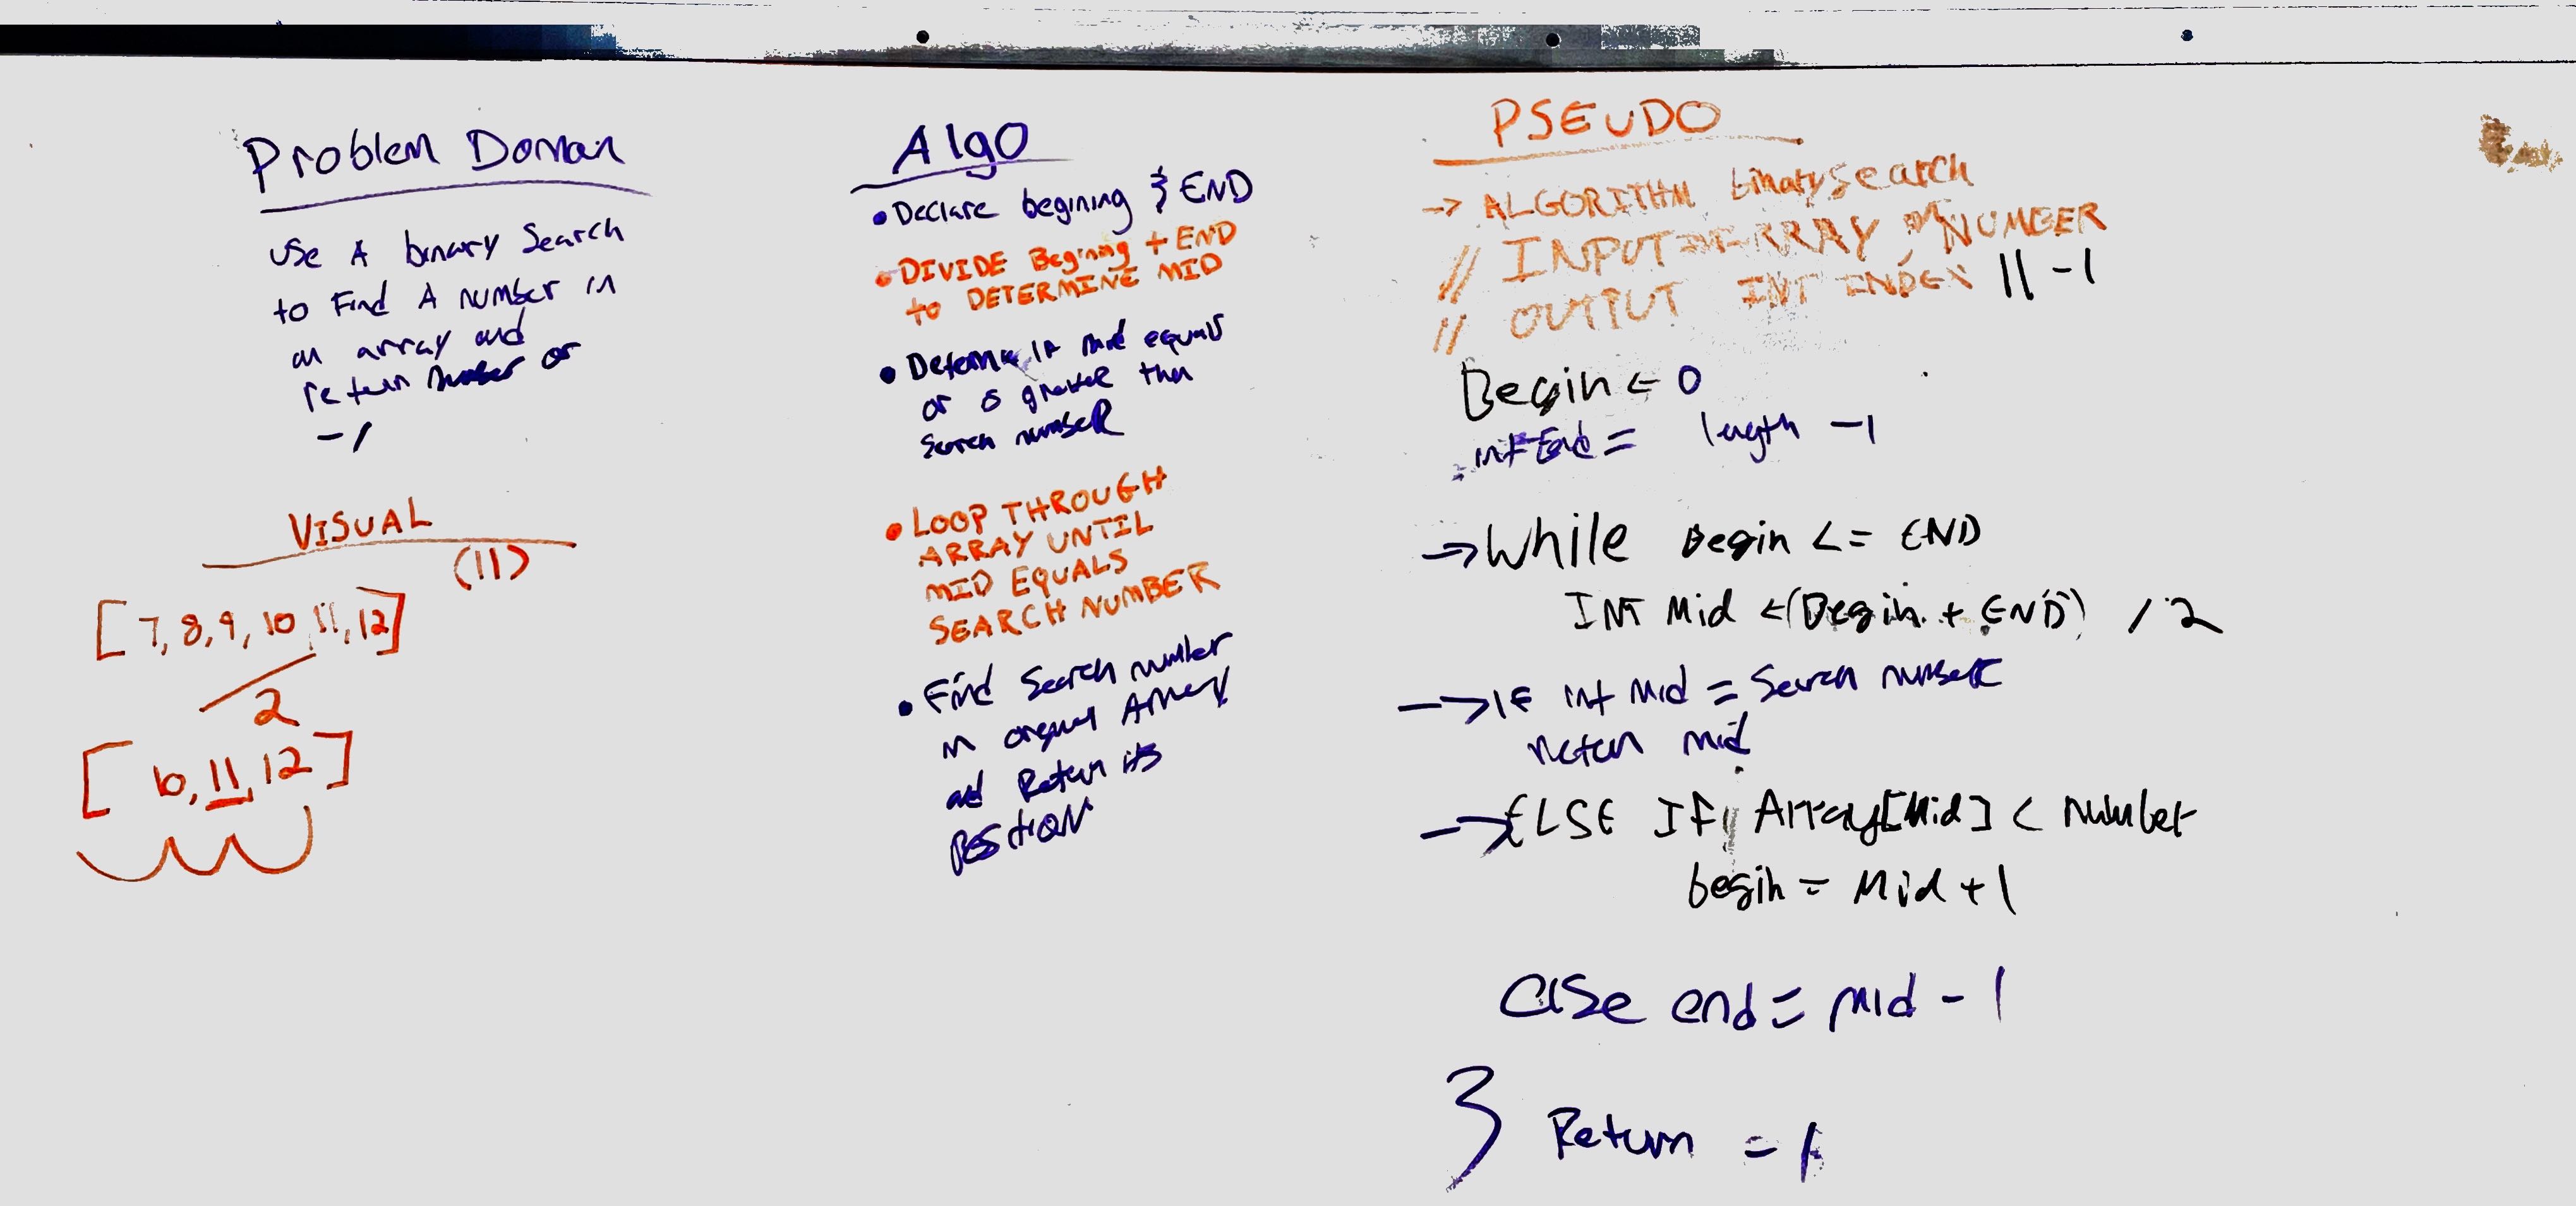 Problem Doman
use A binary Search
to Find A number in
an array and
return number or
-1
VISUAL
(11)
[7, 8, 9, 10, 11, 12]
2
[10, 11, 12]
Algo
• Declare begining & END
• DIVIDE Begining + END
to DETERMINE MID
• Determine if mid equals
or is greater than
Search numbeR
• LOOP THROUGH
ARRAY UNTIL
MID EQUALS
SEARCH NUMBER
• Find Search number
in original Array
and Return its
POSITION
PSEUDO
→ ALGORITHM binarySearch
// INPUT ARRAY, NUMBER
// OUTPUT INT INDEX || -1
Begin ← 0
int End = length -1
→ While Begin <= END
INT Mid ←(Begin + END) / 2
→ IF int mid = Search number
return mid
→ ELSE IF Array[Mid] < number
begin = Mid +1
else end = mid - 1
} Return = 1